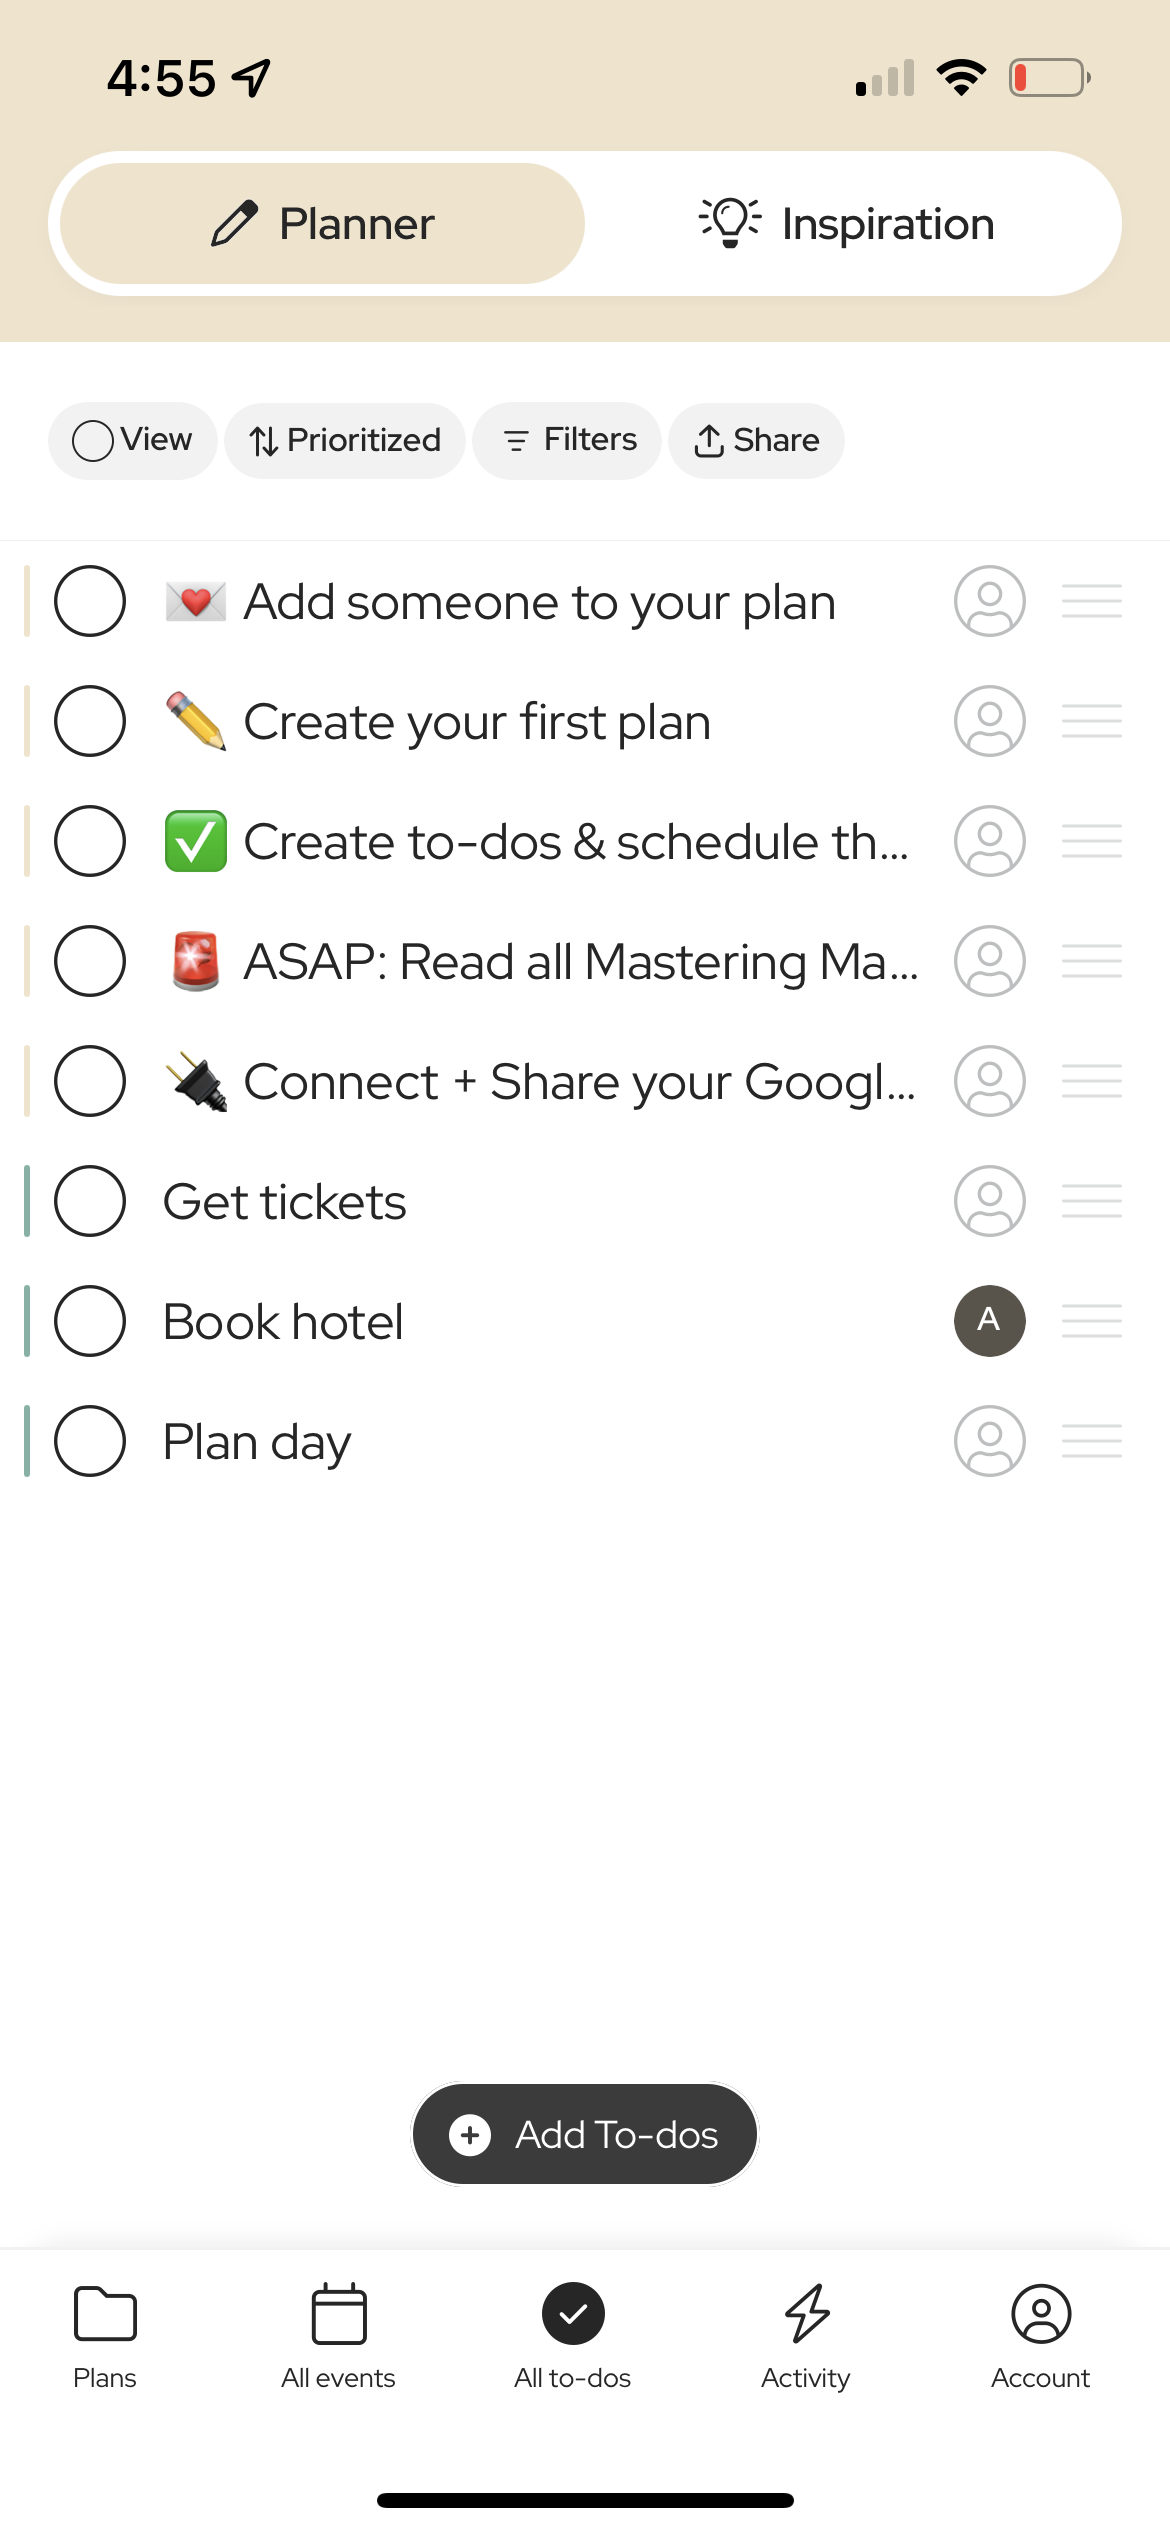 4:55
Planner
Inspiration
View
Prioritized
Filters
Share
Add someone to your plan
Create your first plan
Create to-dos & schedule th...
ASAP: Read all Mastering Ma...
Connect + Share your Googl...
Get tickets
Book hotel
A
Plan day
Add To-dos
Plans
All events
All to-dos
Activity
Account